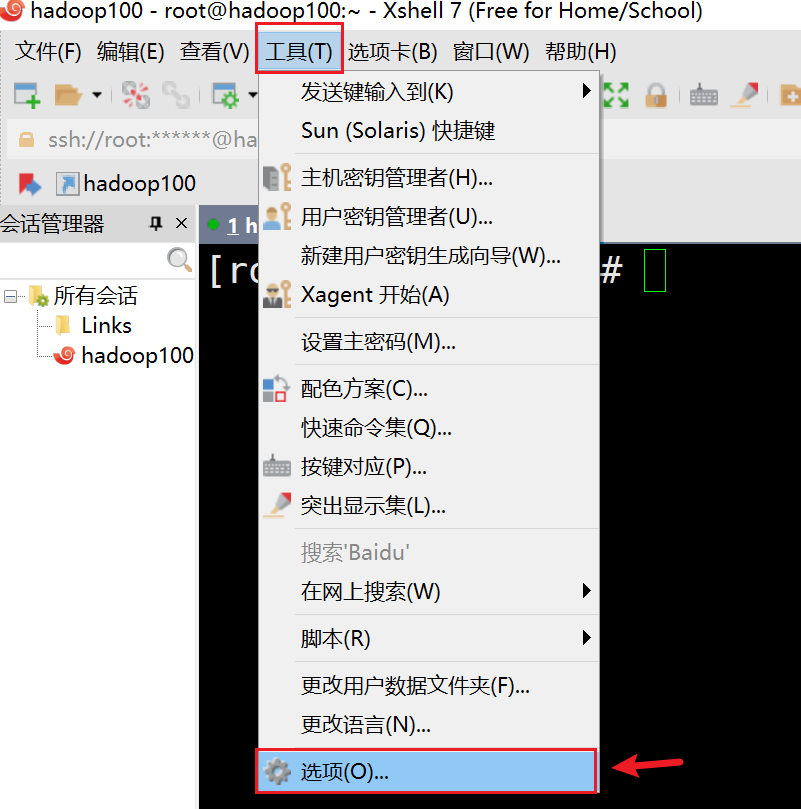 hadoop100 - root@hadoop100:~ - Xshell 7 (Free for Home/School)
文件(F) 编辑(E) 查看(V) 工具(T) 选项卡(B) 窗口(W) 帮助(H)
ssh://root:******@ha
hadoop100
会话管理器
1 h
[ro
#
所有会话
Links
hadoop100
发送键输入到(K)
Sun (Solaris) 快捷键
主机密钥管理者(H)...
用户密钥管理者(U)...
新建用户密钥生成向导(W)...
Xagent 开始(A)
设置主密码(M)...
配色方案(C)...
快速命令集(Q)...
按键对应(P)...
突出显示集(L)...
搜索'Baidu'
在网上搜索(W)
脚本(R)
更改用户数据文件夹(F)...
更改语言(N)...
选项(O)...